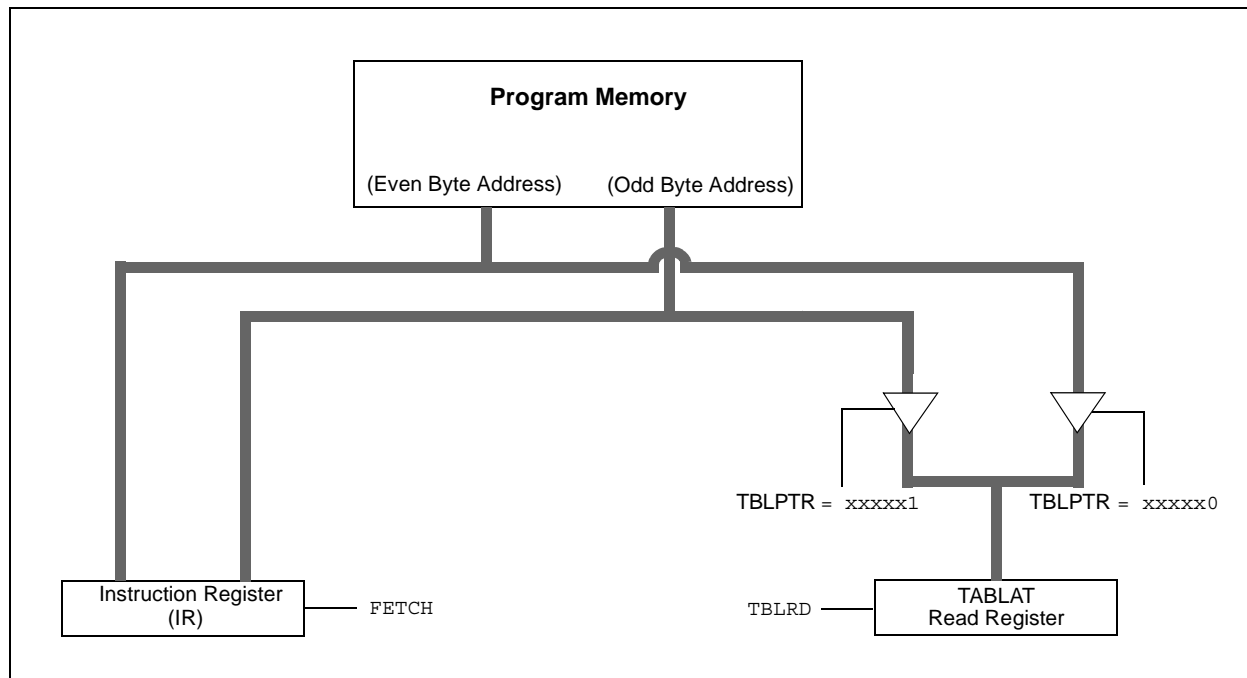 Program Memory
(Even Byte Address) (Odd Byte Address)
TBLPTR = xxxxx1
TBLPTR = xxxxx0
Instruction Register
(IR)
FETCH
TBLRD
TABLAT
Read Register